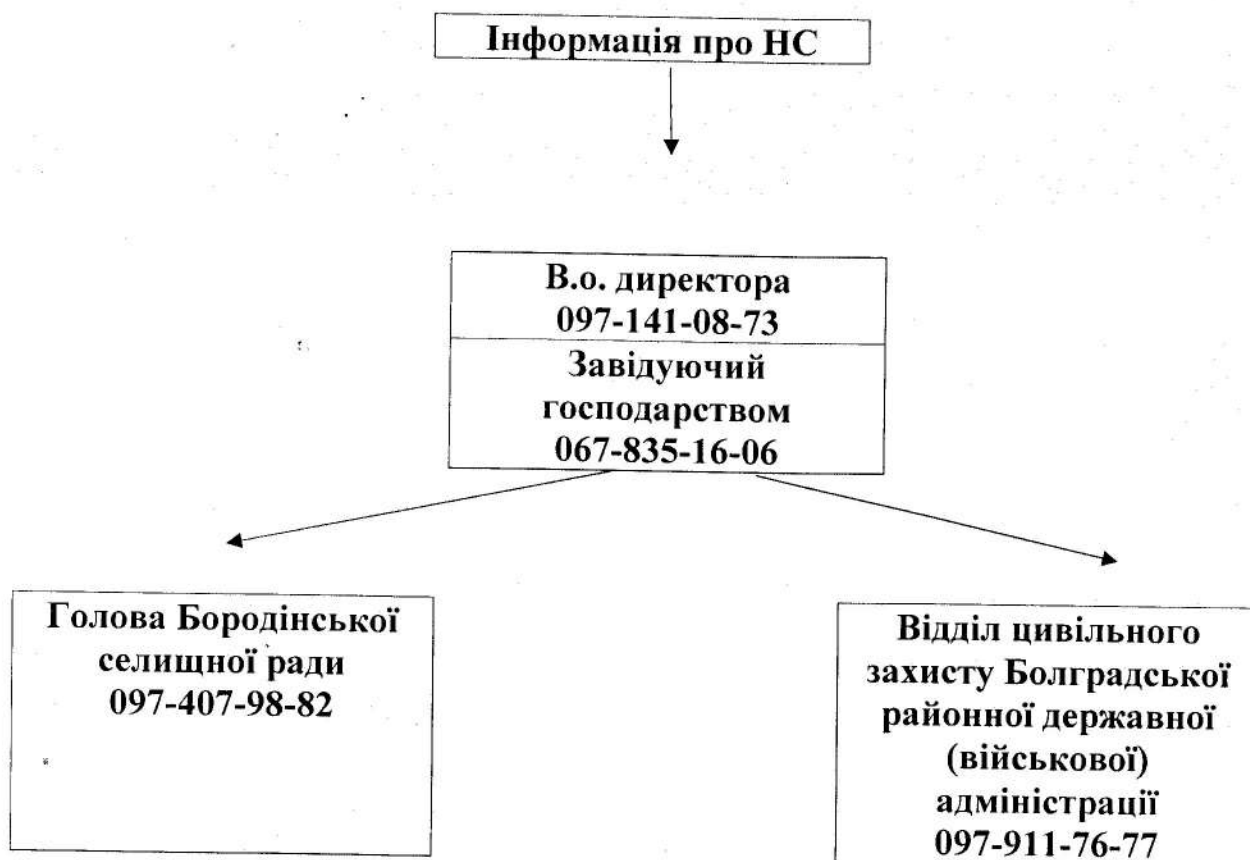 Інформація про НС
В.о. директора
097-141-08-73
Завідуючий
господарством
067-835-16-06
Голова Бородінської
селищної ради
097-407-98-82
Відділ цивільного
захисту Болградської
районної державної
(військової)
адміністрації
097-911-76-77